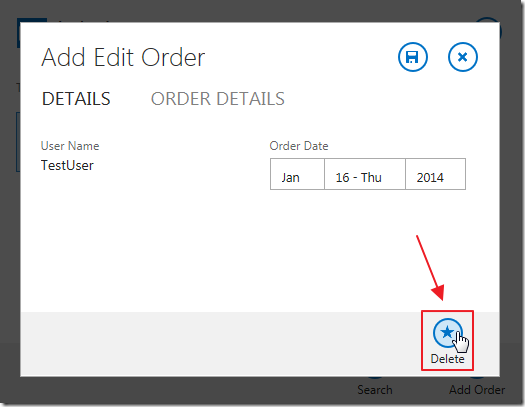 Add Edit Order
DETAILS ORDER DETAILS
User Name
TestUser
Order Date
Jan 16 - Thu 2014
Delete
Search Add Order